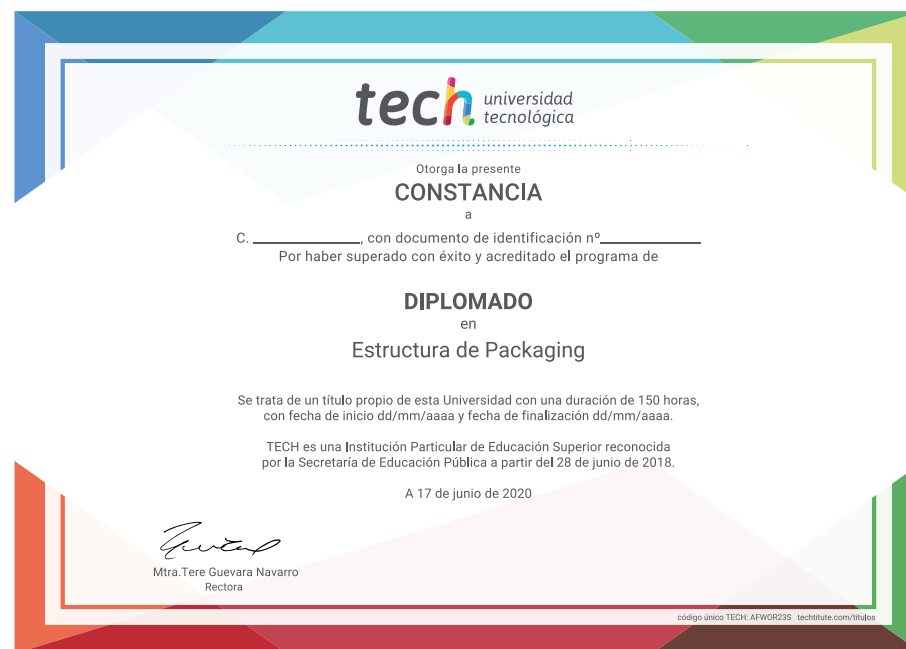 tech universidad
tecnológica
Otorga la presente
CONSTANCIA
a
C. ____________, con documento de identificación nº____________
Por haber superado con éxito y acreditado el programa de
DIPLOMADO
en
Estructura de Packaging
Se trata de un título propio de esta Universidad con una duración de 150 horas,
con fecha de inicio dd/mm/aaaa y fecha de finalización dd/mm/aaaa.
TECH es una Institución Particular de Educación Superior reconocida
por la Secretaría de Educación Pública a partir del 28 de junio de 2018.
A 17 de junio de 2020
Mtra.Tere Guevara Navarro
Rectora
código único TECH: AFWOR23S techtitute.com/titulos